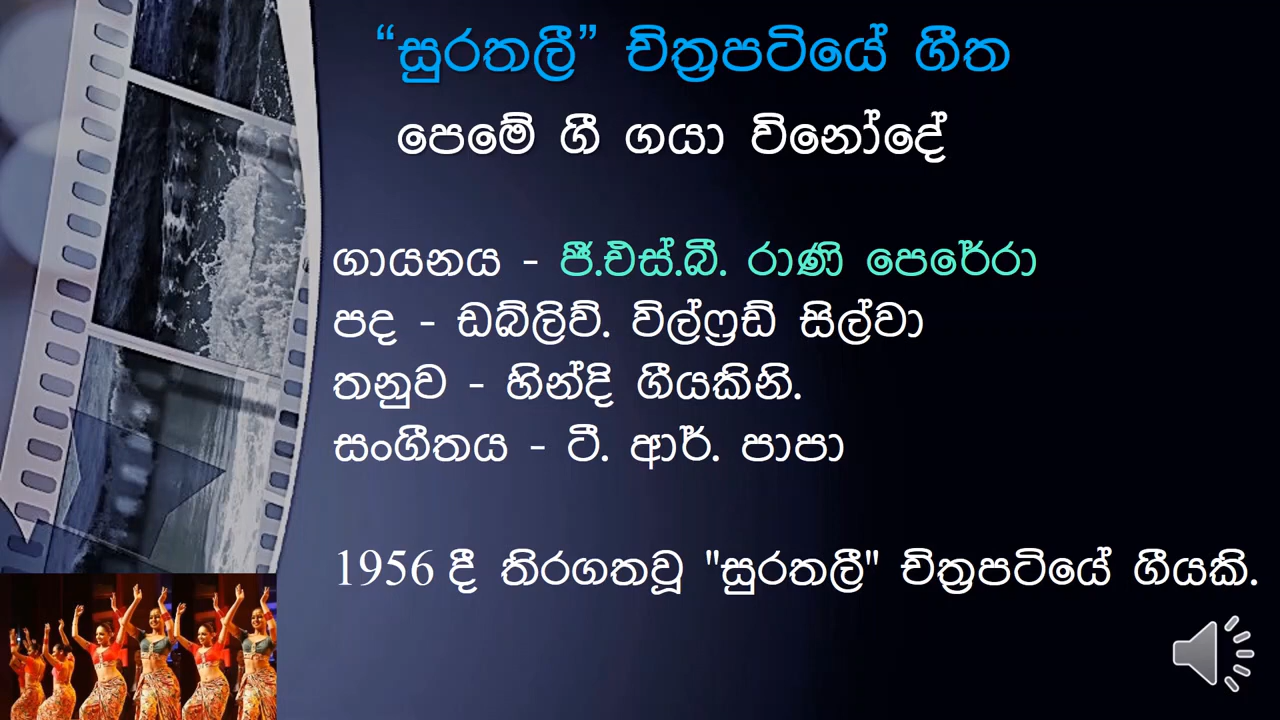 “සුරතලී” චිත්‍රපටියේ ගීත
පෙමේ ගී ගයා විනෝදේ
ගායනය - ජී.එස්.බී. රාණි පෙරේරා
පද - ඩබ්ලිව්. විල්ෆ්‍රඩ් සිල්වා
තනුව - හින්දි ගීයකිනි.
සංගීතය - ටී. ආර්. පාපා
1956 දී තිරගතවූ "සුරතලී" චිත්‍රපටියේ ගීයකි.